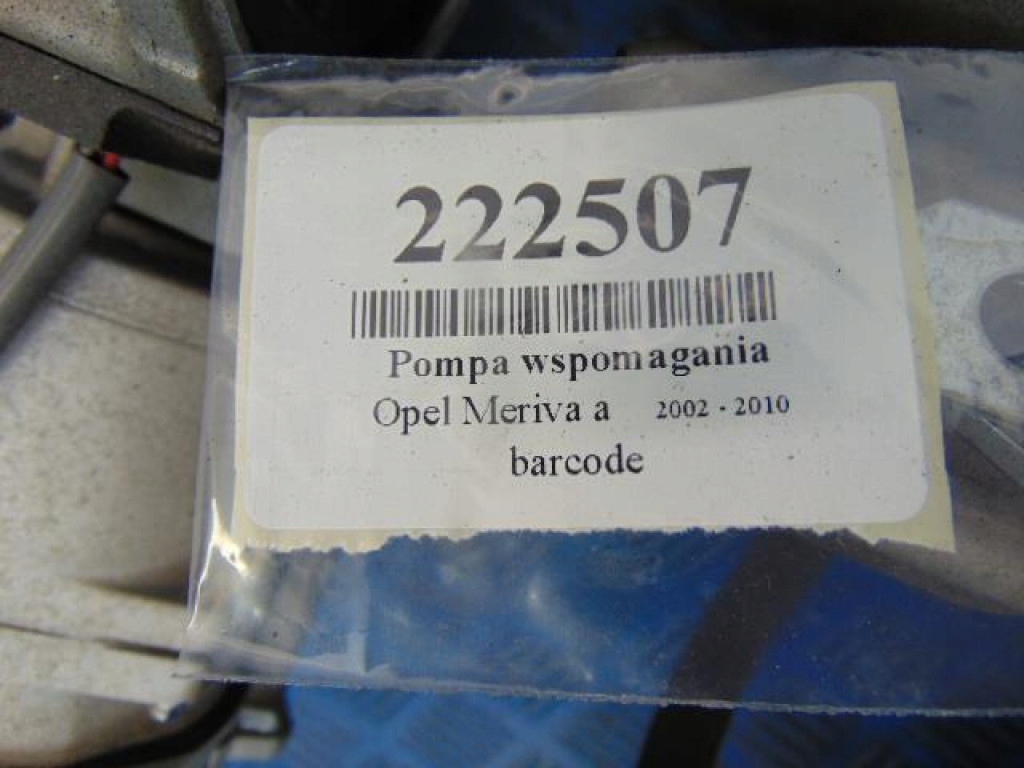 222507
Pompa wspomagania
Opel Meriva a 2002 - 2010
barcode